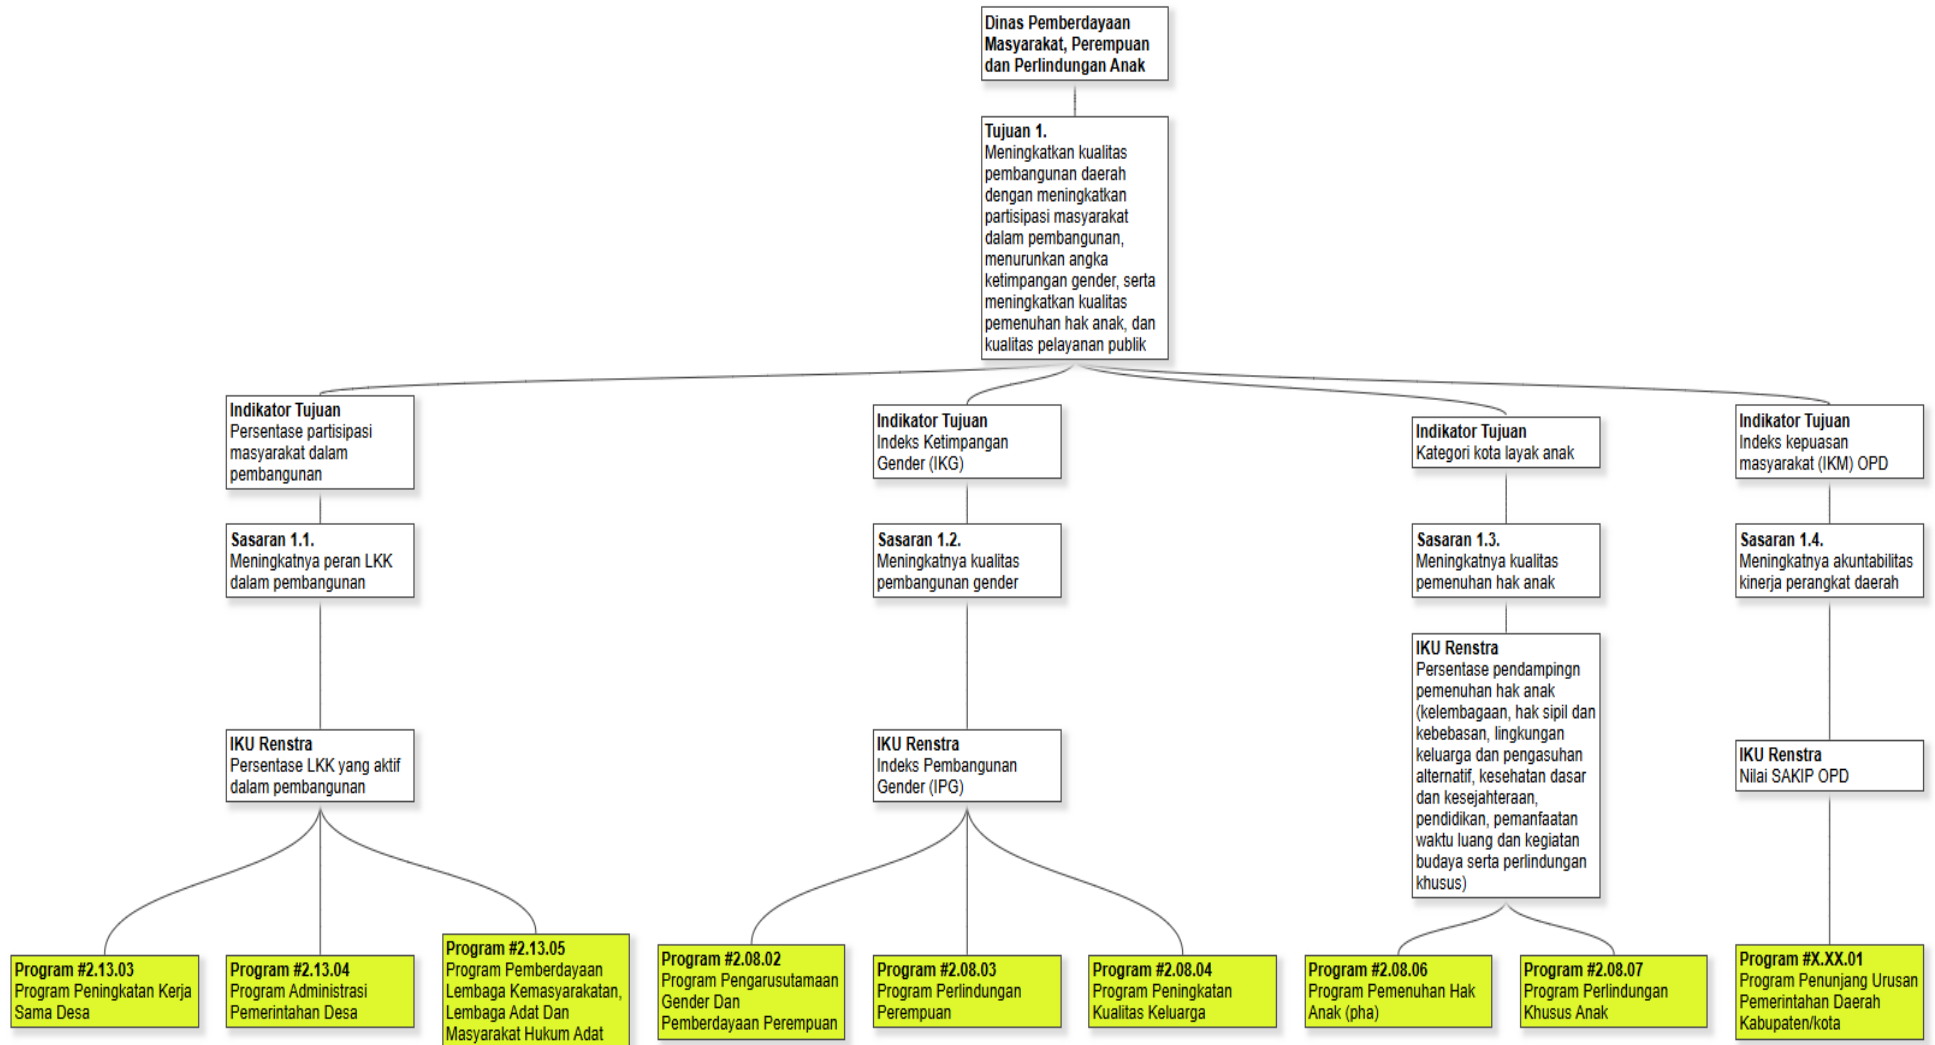 Dinas Pemberdayaan
Masyarakat, Perempuan
dan Perlindungan Anak
Tujuan 1.
Meningkatkan kualitas
pembangunan daerah
dengan meningkatkan
partisipasi masyarakat
dalam pembangunan,
menurunkan angka
ketimpangan gender, serta
meningkatkan kualitas
pemenuhan hak anak, dan
kualitas pelayanan publik
Indikator Tujuan
Persentase partisipasi
masyarakat dalam
pembangunan
Indikator Tujuan
Indeks Ketimpangan
Gender (IKG)
Indikator Tujuan
Kategori kota layak anak
Indikator Tujuan
Indeks kepuasan
masyarakat (IKM) OPD
Sasaran 1.1.
Meningkatnya peran LKK
dalam pembangunan
Sasaran 1.2.
Meningkatnya kualitas
pembangunan gender
Sasaran 1.3.
Meningkatnya kualitas
pemenuhan hak anak
Sasaran 1.4.
Meningkatnya akuntabilitas
kinerja perangkat daerah
IKU Renstra
Persentase LKK yang aktif
dalam pembangunan
IKU Renstra
Indeks Pembangunan
Gender (IPG)
IKU Renstra
Persentase pendampingn
pemenuhan hak anak
(kelembagaan, hak sipil dan
kebebasan, lingkungan
keluarga dan pengasuhan
alternatif, kesehatan dasar
dan kesejahteraan,
pendidikan, pemanfaatan
waktu luang dan kegiatan
budaya serta perlindungan
khusus)
IKU Renstra
Nilai SAKIP OPD
Program #2.13.03
Program Peningkatan Kerja
Sama Desa
Program #2.13.04
Program Administrasi
Pemerintahan Desa
Program #2.13.05
Program Pemberdayaan
Lembaga Kemasyarakatan,
Lembaga Adat Dan
Masyarakat Hukum Adat
Program #2.08.02
Program Pengarusutamaan
Gender Dan
Pemberdayaan Perempuan
Program #2.08.03
Program Perlindungan
Perempuan
Program #2.08.04
Program Peningkatan
Kualitas Keluarga
Program #2.08.06
Program Pemenuhan Hak
Anak (pha)
Program #2.08.07
Program Perlindungan
Khusus Anak
Program #X.XX.01
Program Penunjang Urusan
Pemerintahan Daerah
Kabupaten/kota